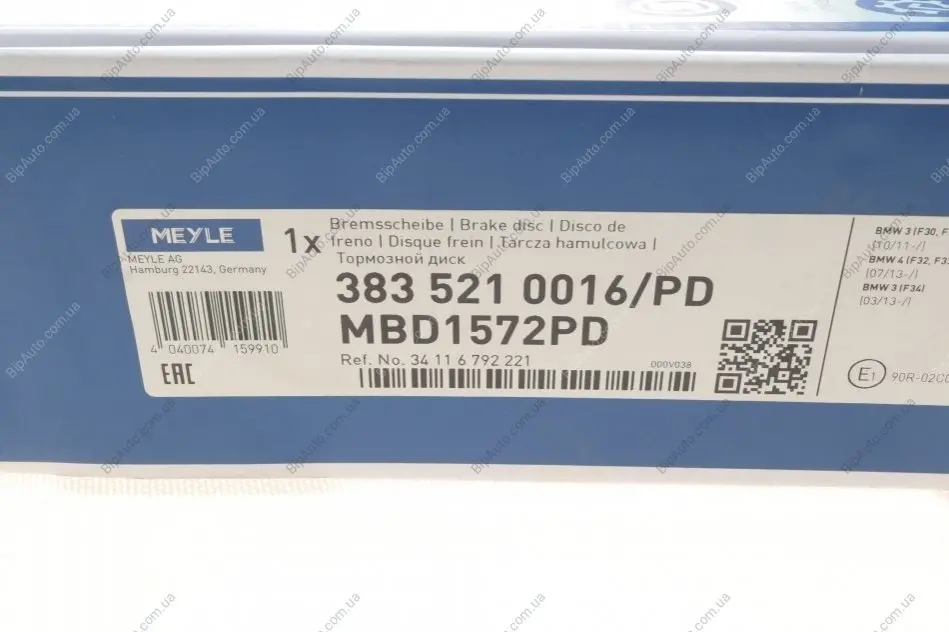 MEYLE
MEYLE AG
Hamburg 22143, Germany
4 040074 159910
EAC
1x
Bremsscheibe | Brake disc | Disco de
freno | Disque frein | Tarcza hamulcowa |
Тормозной диск
383 521 0016/PD
MBD1572PD
Ref. No. 34 11 6 792 221
000V038
BMW 3 (F30, F
(10/11-/)
BMW 4 (F32, F33
(07/13-/)
BMW 3 (F34)
(03/13-/)
E1
90R-02C0
BipAuto.com.ua